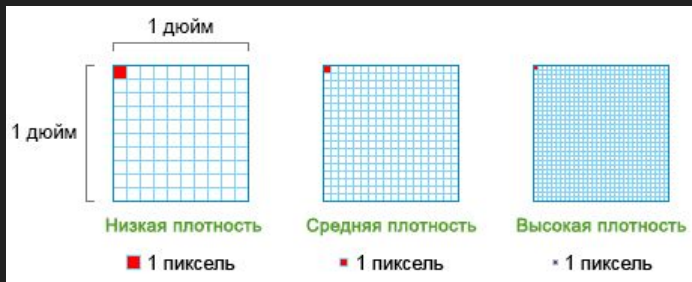 1 дюйм
1 дюйм
Низкая плотность
Средняя плотность
Высокая плотность
1 пиксель
1 пиксель
1 пиксель